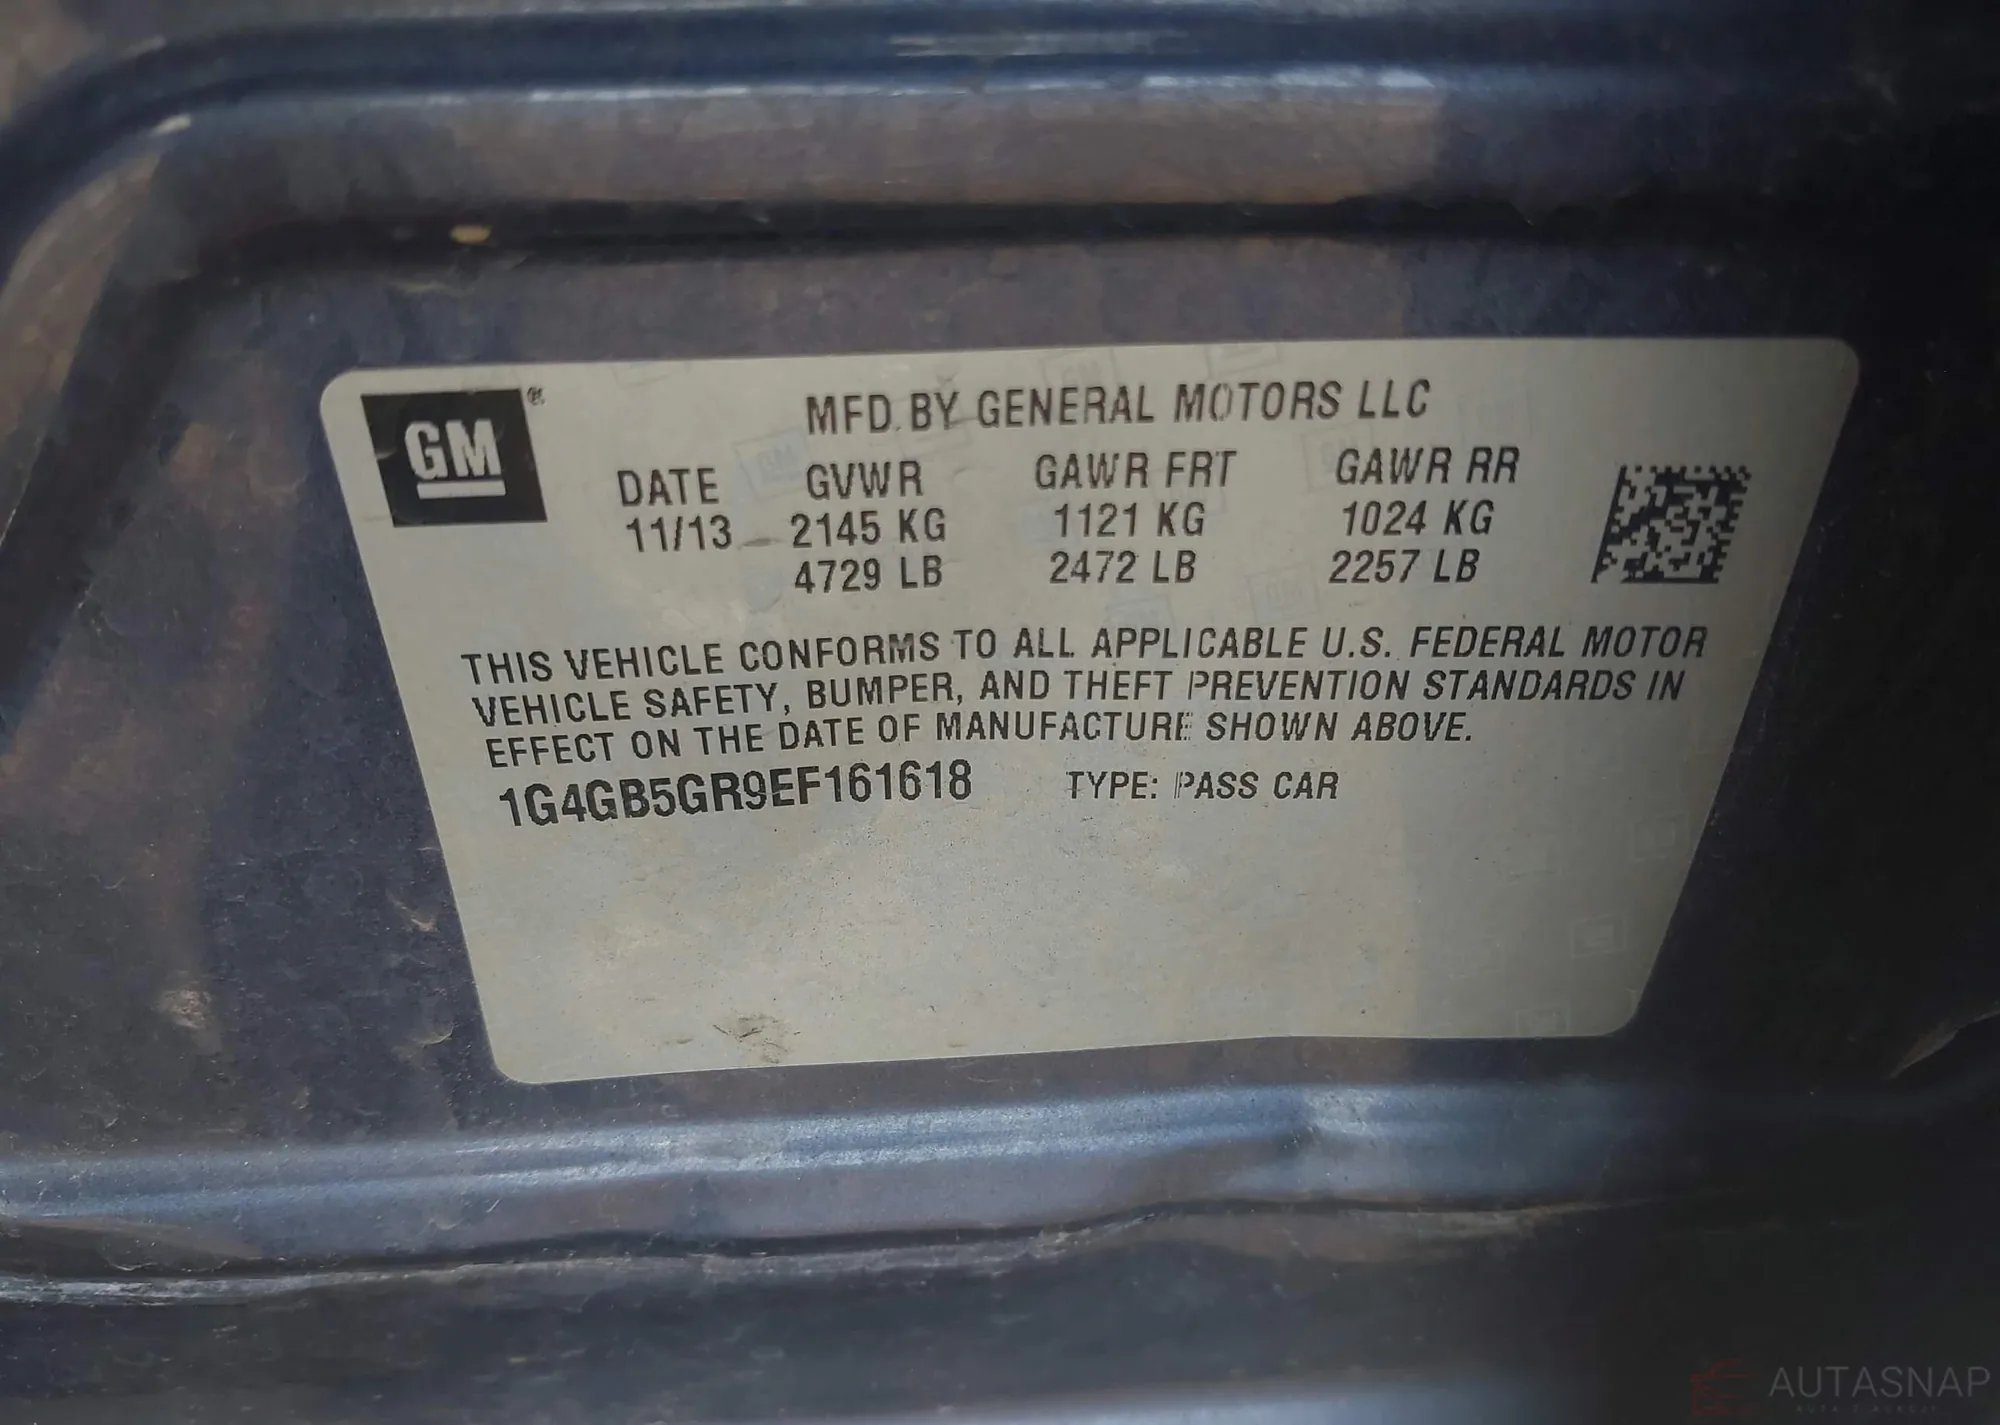 GM®
MFD. BY GENERAL MOTORS LLC
DATE GVWR GAWR FRT GAWR RR
11/13 2145 KG 1121 KG 1024 KG
4729 LB 2472 LB 2257 LB
THIS VEHICLE CONFORMS TO ALL APPLICABLE U.S. FEDERAL MOTOR
VEHICLE SAFETY, BUMPER, AND THEFT PREVENTION STANDARDS IN
EFFECT ON THE DATE OF MANUFACTURE SHOWN ABOVE.
1G4GB5GR9EF161618 TYPE: PASS CAR
AUTASNAP